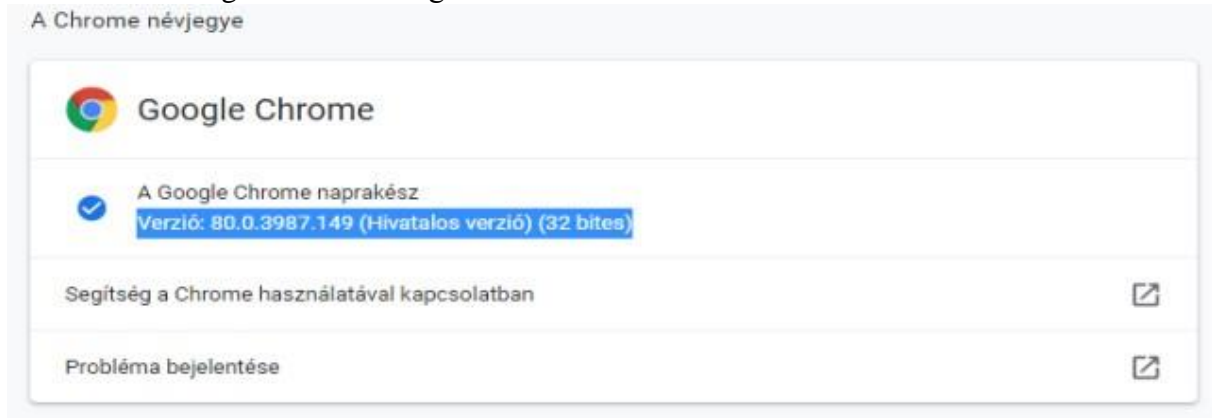 A Chrome névjegye
Google Chrome
A Google Chrome naprakész
Verzió: 80.0.3987.149 (Hivatalos verzió) (32 bites)
Segítség a Chrome használatával kapcsolatban
Probléma bejelentése